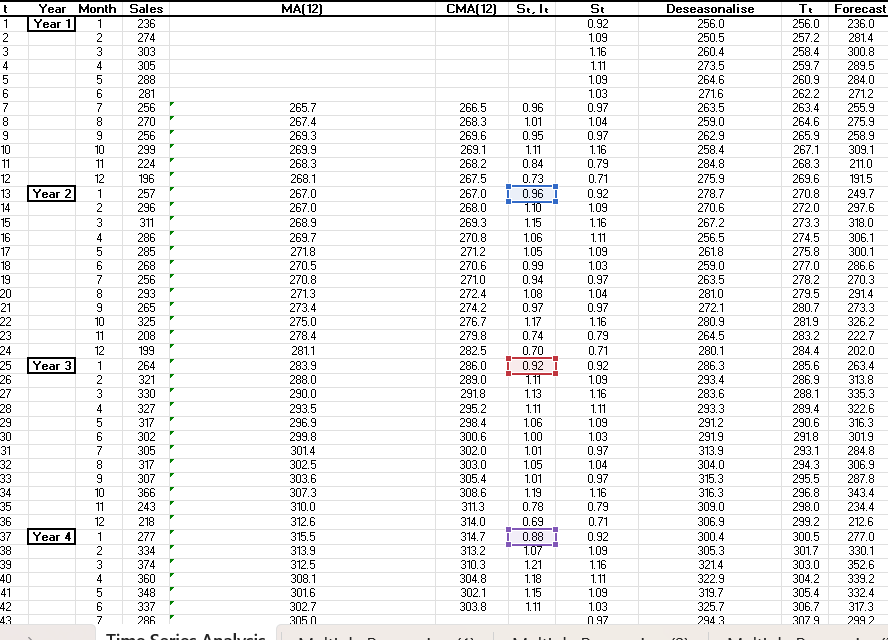 t Year Month Sales MA(12) CMA(12) St, It St Deseasonalise Tt Forecast
1 Year 1 1 236 0.92 256.0 256.0 236.0
2 2 274 1.09 250.5 257.2 281.4
3 3 303 1.16 260.4 258.4 300.8
4 4 305 1.11 273.5 259.7 289.5
5 5 288 1.09 264.6 260.9 284.0
6 6 281 1.03 271.6 262.2 271.2
7 7 256 265.7 266.5 0.96 0.97 263.5 263.4 255.9
8 8 270 267.4 268.3 1.01 1.04 259.0 264.6 275.9
9 9 256 269.3 269.6 0.95 0.97 262.9 265.9 258.9
10 10 299 269.9 269.1 1.11 1.16 258.4 267.1 309.1
11 11 224 268.3 268.2 0.84 0.79 284.8 268.3 211.0
12 12 196 268.1 267.5 0.73 0.71 275.9 269.6 191.5
13 Year 2 1 257 267.0 267.0 0.96 0.92 278.7 270.8 249.7
14 2 296 267.0 268.0 1.10 1.09 270.6 272.0 297.6
15 3 311 268.9 269.3 1.15 1.16 267.2 273.3 318.0
16 4 286 269.7 270.8 1.06 1.11 256.5 274.5 306.1
17 5 285 271.8 271.2 1.05 1.09 261.8 275.8 300.1
18 6 268 270.5 270.6 0.99 1.03 259.0 277.0 286.6
19 7 256 270.8 271.0 0.94 0.97 263.5 278.2 270.3
20 8 293 271.3 272.4 1.08 1.04 281.0 279.5 291.4
21 9 265 273.4 274.2 0.97 0.97 272.1 280.7 273.3
22 10 325 275.0 276.7 1.17 1.16 280.9 281.9 326.2
23 11 208 278.4 279.8 0.74 0.79 264.5 283.2 222.7
24 12 199 281.1 282.5 0.70 0.71 280.1 284.4 202.0
25 Year 3 1 264 283.9 286.0 0.92 0.92 286.3 285.6 263.4
26 2 321 288.0 289.0 1.11 1.09 293.4 286.9 313.8
27 3 330 290.0 291.8 1.13 1.16 283.6 288.1 335.3
28 4 327 293.5 295.2 1.11 1.11 293.3 289.4 322.6
29 5 317 296.9 298.4 1.06 1.09 291.2 290.6 316.3
30 6 302 299.8 300.6 1.00 1.03 291.9 291.8 301.9
31 7 305 301.4 302.0 1.01 0.97 313.9 293.1 284.8
32 8 317 302.5 303.0 1.05 1.04 304.0 294.3 306.9
33 9 307 303.6 305.4 1.01 0.97 315.3 295.5 287.8
34 10 366 307.3 308.6 1.19 1.16 316.3 296.8 343.4
35 11 243 310.0 311.3 0.78 0.79 309.0 298.0 234.4
36 12 218 312.6 314.0 0.69 0.71 306.9 299.2 212.6
37 Year 4 1 277 315.5 314.7 0.88 0.92 300.4 300.5 277.0
38 2 334 313.9 313.2 1.07 1.09 305.3 301.7 330.1
39 3 374 312.5 310.3 1.21 1.16 321.4 303.0 352.6
40 4 360 308.1 304.8 1.18 1.11 322.9 304.2 339.2
41 5 348 301.6 302.1 1.15 1.09 319.7 305.4 332.4
42 6 337 302.7 303.8 1.11 1.03 325.7 306.7 317.3
43 7 286 305.0 0.97 294.3 307.9 299.2
Time Series Analysis